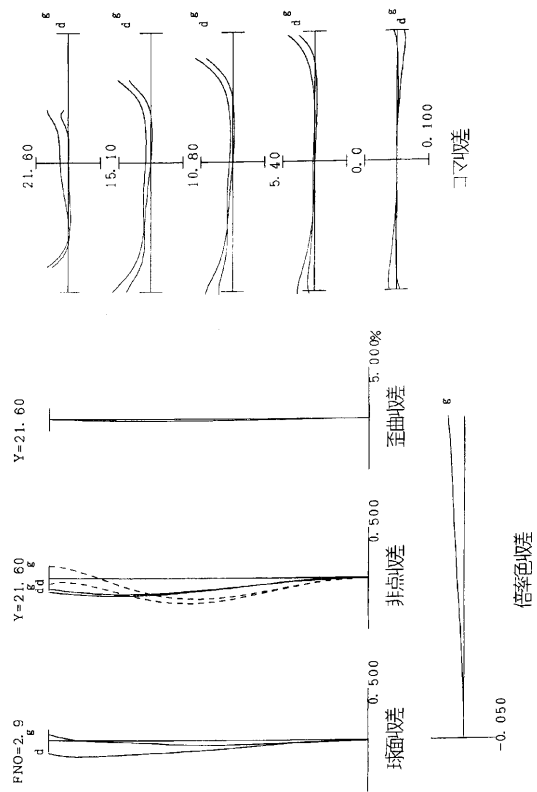 FNO=2.9
d g
0.500
球面収差
Y=21.60
g
d d g
0.500
非点収差
Y=21.60
5.000%
歪曲収差
g
-0.050
倍率色収差
21.60
d g
15.10
d g
10.80
d g
5.40
d g
0.0
d g
0.100
コマ収差